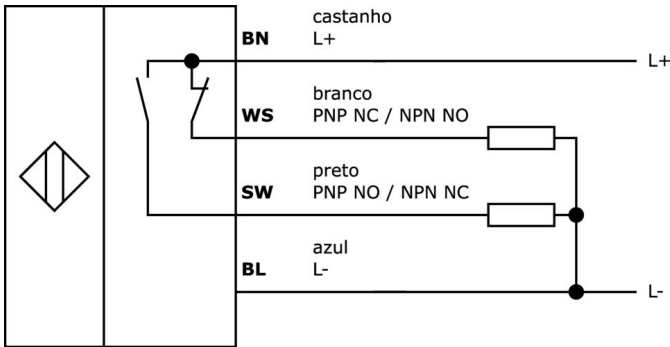 castanho
BN L+ L+
branco
WS PNP NC / NPN NO
preto
SW PNP NO / NPN NC
azul
BL L-
L-